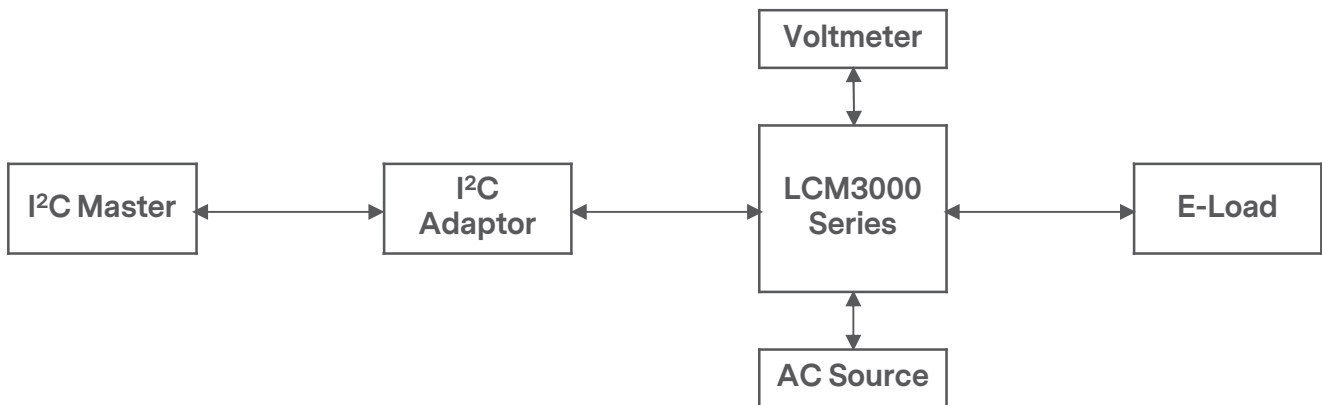 Voltmeter
I²C Master
I²C
Adaptor
LCM3000
Series
E-Load
AC Source